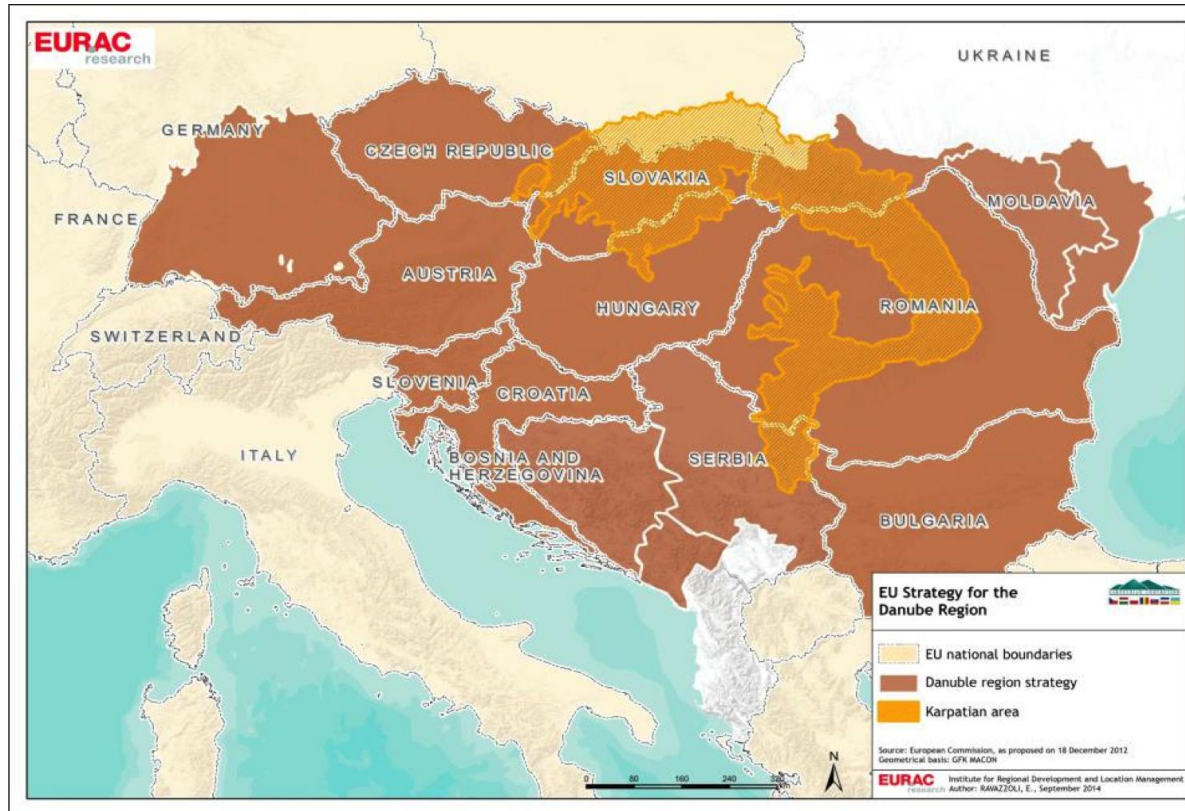 EURAC
research
UKRAINE
GERMANY
CZECH REPUBLIC
SLOVAKIA
MOLDAVIA
FRANCE
AUSTRIA
HUNGARY
ROMANIA
SWITZERLAND
SLOVENIA
CROATIA
ITALY
BOSNIA AND
HERZEGOVINA
SERBIA
BULGARIA
EU Strategy for the
Danube Region
EU national boundaries
Danuble region strategy
Karpatian area
Source: European Commission, as proposed on 18 December 2012
Geometrical basis: GFK MACON
N
0 80 160 240 320
km
EURAC
research
Institute for Regional Development and Location Management
Author: RAVAZZOLI, E., September 2014